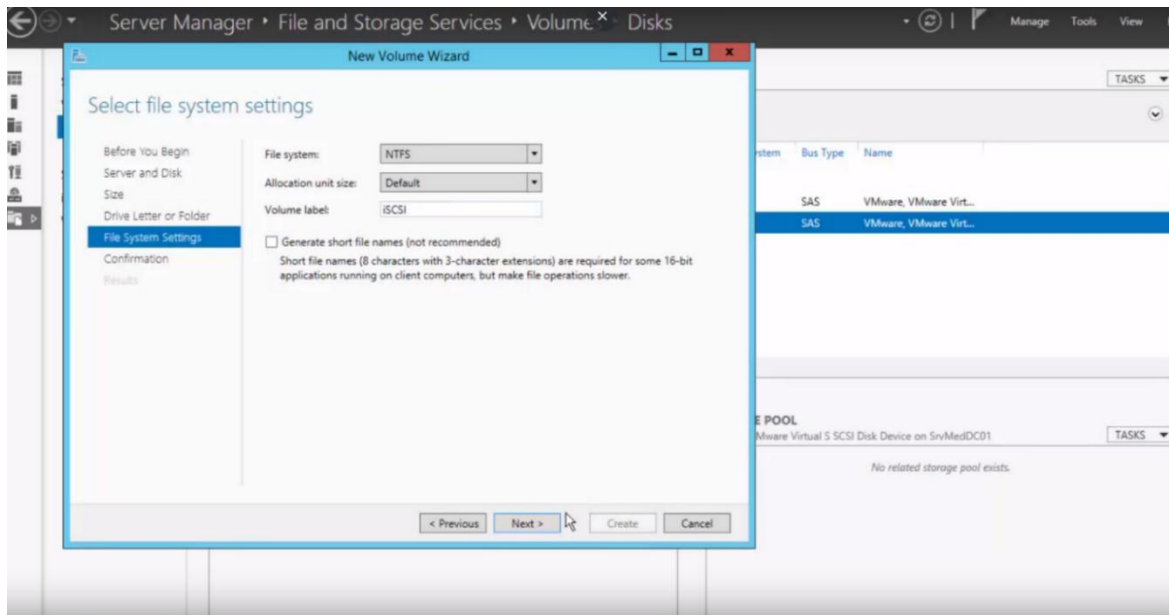 Server Manager ‣ File and Storage Services ‣ Volume × Disks
Manage Tools View
New Volume Wizard
TASKS
Select file system settings
Before You Begin
Server and Disk
Size
Drive Letter or Folder
File System Settings
Confirmation
Results
File system: NTFS
Allocation unit size: Default
Volume label: iSCSI
Generate short file names (not recommended)
Short file names (8 characters with 3-character extensions) are required for some 16-bit
applications running on client computers, but make file operations slower.
< Previous Next > Create Cancel
ystem Bus Type Name
SAS VMware, VMware Virt...
SAS VMware, VMware Virt...
E POOL
Mware Virtual S SCSI Disk Device on SrvMedDC01
TASKS
No related storage pool exists.